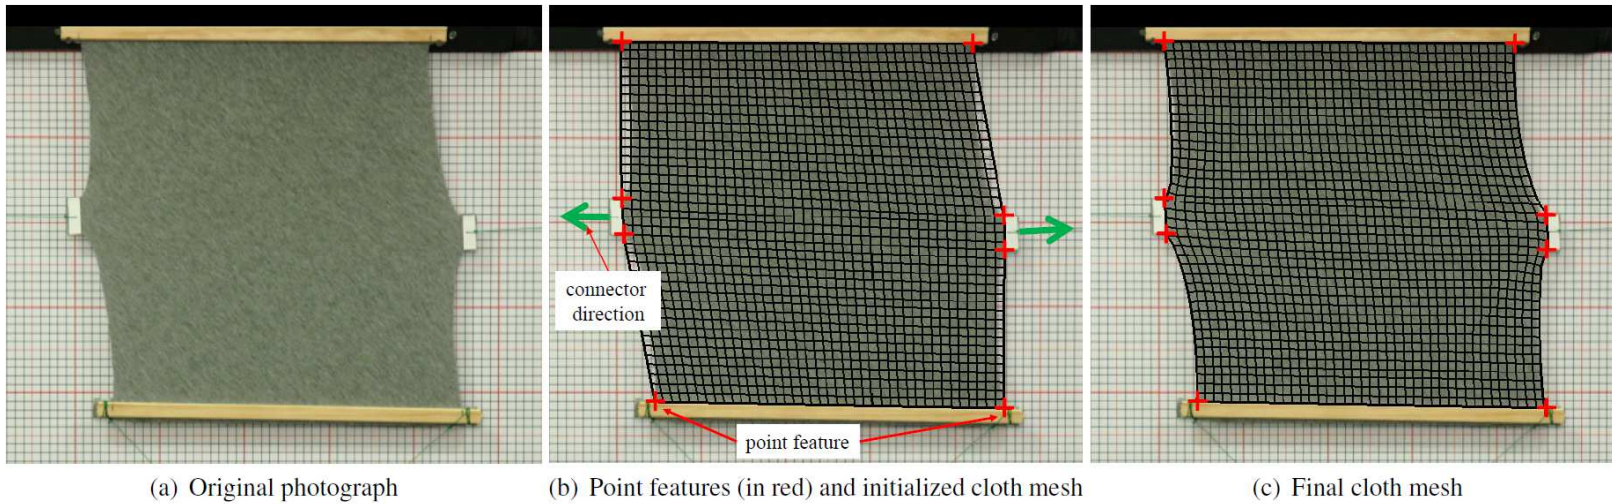 connector
direction
point feature
(a) Original photograph
(b) Point features (in red) and initialized cloth mesh
(c) Final cloth mesh